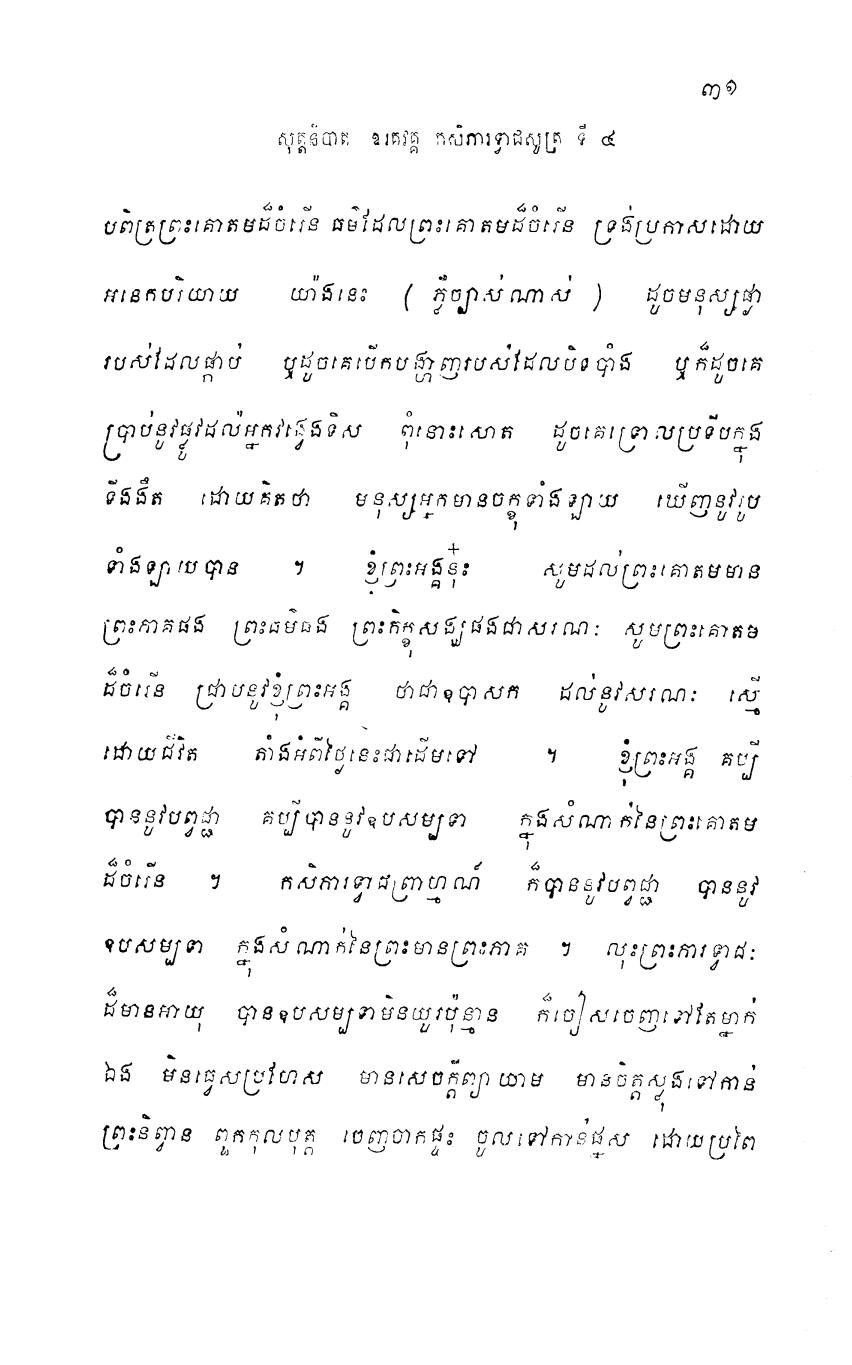 ៣១
សុត្តនិបាត ឧរគវគ្គ កសិភារទ្វាជសូត្រ ទី ៤
បពិត្រព្រះគោតមដ៏ចំរើន ធម៌ដែលព្រះគោតមដ៏ចំរើន ទ្រង់ប្រកាសដោយ
អនេកបរិយាយ យ៉ាងនេះ ( ភ្លឺច្បាស់ណាស់ ) ដូចមនុស្សផ្ងា
របស់ដែលផ្កាប់ ឬដូចគេបើកបង្ហាញរបស់ដែលបិទបាំង ឬក៏ដូចគេ
ប្រាប់នូវផ្លូវដល់អ្នកវង្វេងទិស ពុំនោះសោត ដូចគេទ្រោលប្រទីបក្នុង
ទីងងឹត ដោយគិតថា មនុស្សអ្នកមានចក្ខុទាំងឡាយ ឃើញនូវរូប
ទាំងឡាយបាន ។ ខ្ញុំព្រះអង្គនុ៎ះ សូមដល់ព្រះគោតមមាន
ព្រះភាគផង ព្រះធម៌ផង ព្រះភិក្ខុសង្ឃផងជាសរណៈ សូមព្រះគោតម
ដ៏ចំរើន ជ្រាបនូវខ្ញុំព្រះអង្គ ថាជាឧបាសក ដល់នូវសរណៈ ស្មើ
ដោយជីវិត តាំងអំពីថ្ងៃនេះជាដើមទៅ ។ ខ្ញុំព្រះអង្គ គប្បី
បាននូវបព្វជ្ជា គប្បីបាននូវឧបសម្បទា ក្នុងសំណាក់នៃព្រះគោតម
ដ៏ចំរើន ។ កសិភារទ្វាជព្រាហ្មណ៍ ក៏បាននូវបព្វជ្ជា បាននូវ
ឧបសម្បទា ក្នុងសំណាក់នៃព្រះមានព្រះភាគ ។ លុះព្រះភារទ្វាជៈ
ដ៏មានអាយុ បានឧបសម្បទាមិនយូរប៉ុន្មាន ក៏ចៀសចេញទៅតែម្នាក់
ឯង មិនធ្វេសប្រហែស មានសេចក្តីព្យាយាម មានចិត្តស្លុងទៅកាន់
ព្រះនិព្វាន ពួកកុលបុត្ត ចេញចាកផ្ទះ ចូលទៅកាន់ផ្នួស ដោយប្រពៃ